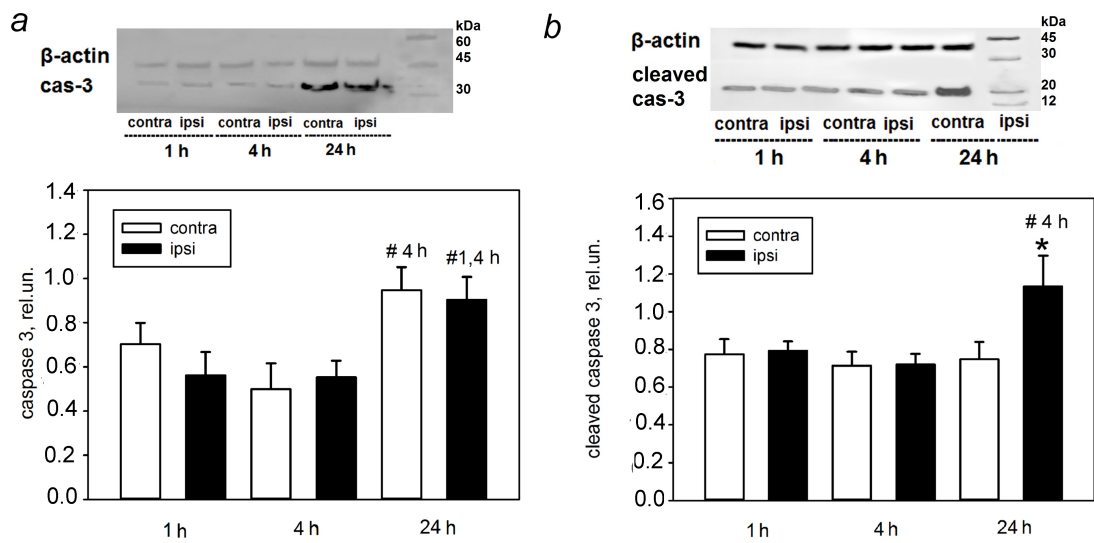 a
kDa
60
β-actin
45
cas-3
30
contra ipsi contra ipsi contra ipsi
1 h 4 h 24 h
1.4
1.2
1.0
0.8
0.6
0.4
0.2
0.0
caspase 3, rel.un.
contra
ipsi
# 4 h #1,4 h
1 h 4 h 24 h
b
kDa
45
β-actin
30
cleaved
cas-3
20
12
contra ipsi contra ipsi contra ipsi
1 h 4 h 24 h
1.6
1.4
1.2
1.0
0.8
0.6
0.4
0.2
0.0
cleaved caspase 3, rel.un.
contra
ipsi
# 4 h
*
1 h 4 h 24 h